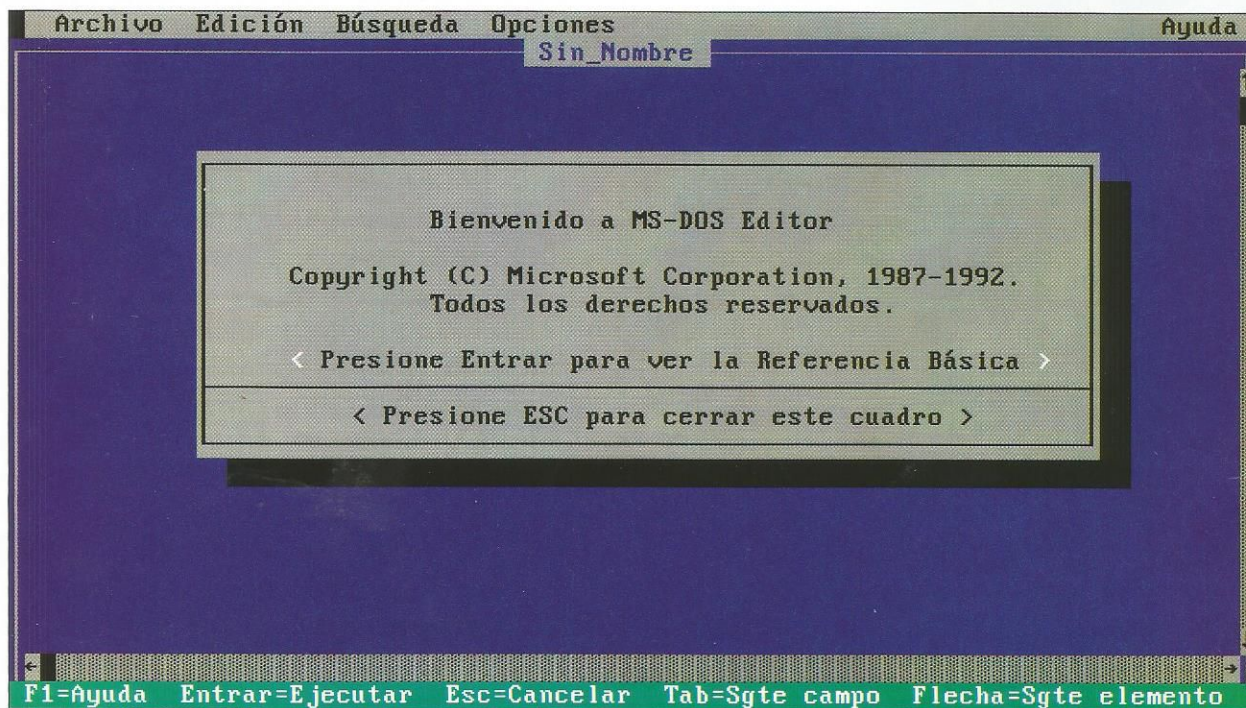 Archivo Edición Búsqueda Opciones Ayuda
Sin_Nombre
Bienvenido a MS-DOS Editor
Copyright (C) Microsoft Corporation, 1987-1992.
Todos los derechos reservados.
< Presione Entrar para ver la Referencia Básica >
< Presione ESC para cerrar este cuadro >
F1=Ayuda Entrar=Ejecutar Esc=Cancelar Tab=Sgte campo Flecha=Sgte elemento